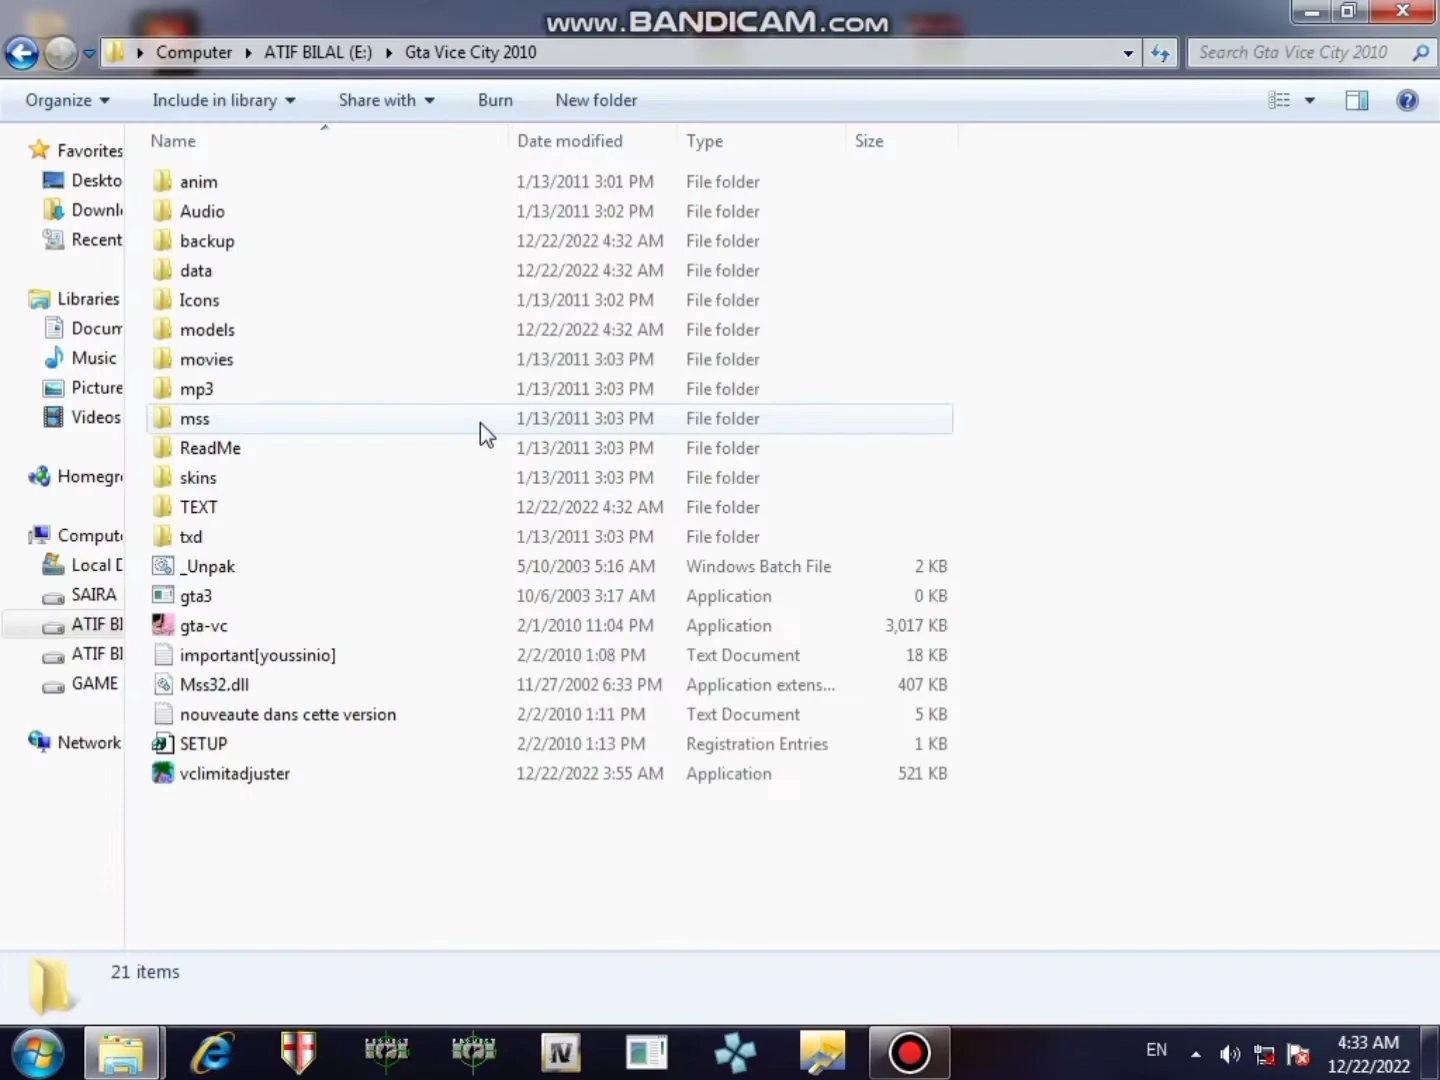 www.BANDICAM.com
Computer ATIF BILAL (E:) Gta Vice City 2010
Search Gta Vice City 2010
Organize Include in library Share with Burn New folder
Name Date modified Type Size
Favorites
Deskto
Downl
Recent
Libraries
Docum
Music
Picture
Videos
Homegr
Compute
Local D
SAIRA
ATIF BI
ATIF BI
GAME
Network
anim 1/13/2011 3:01 PM File folder
Audio 1/13/2011 3:02 PM File folder
backup 12/22/2022 4:32 AM File folder
data 12/22/2022 4:32 AM File folder
Icons 1/13/2011 3:02 PM File folder
models 12/22/2022 4:32 AM File folder
movies 1/13/2011 3:03 PM File folder
mp3 1/13/2011 3:03 PM File folder
mss 1/13/2011 3:03 PM File folder
ReadMe 1/13/2011 3:03 PM File folder
skins 1/13/2011 3:03 PM File folder
TEXT 12/22/2022 4:32 AM File folder
txd 1/13/2011 3:03 PM File folder
_Unpak 5/10/2003 5:16 AM Windows Batch File 2 KB
gta3 10/6/2003 3:17 AM Application 0 KB
gta-vc 2/1/2010 11:04 PM Application 3,017 KB
important[youssinio] 2/2/2010 1:08 PM Text Document 18 KB
Mss32.dll 11/27/2002 6:33 PM Application extens... 407 KB
nouveaute dans cette version 2/2/2010 1:11 PM Text Document 5 KB
SETUP 2/2/2010 1:13 PM Registration Entries 1 KB
vclimitadjuster 12/22/2022 3:55 AM Application 521 KB
21 items
EN
4:33 AM
12/22/2022